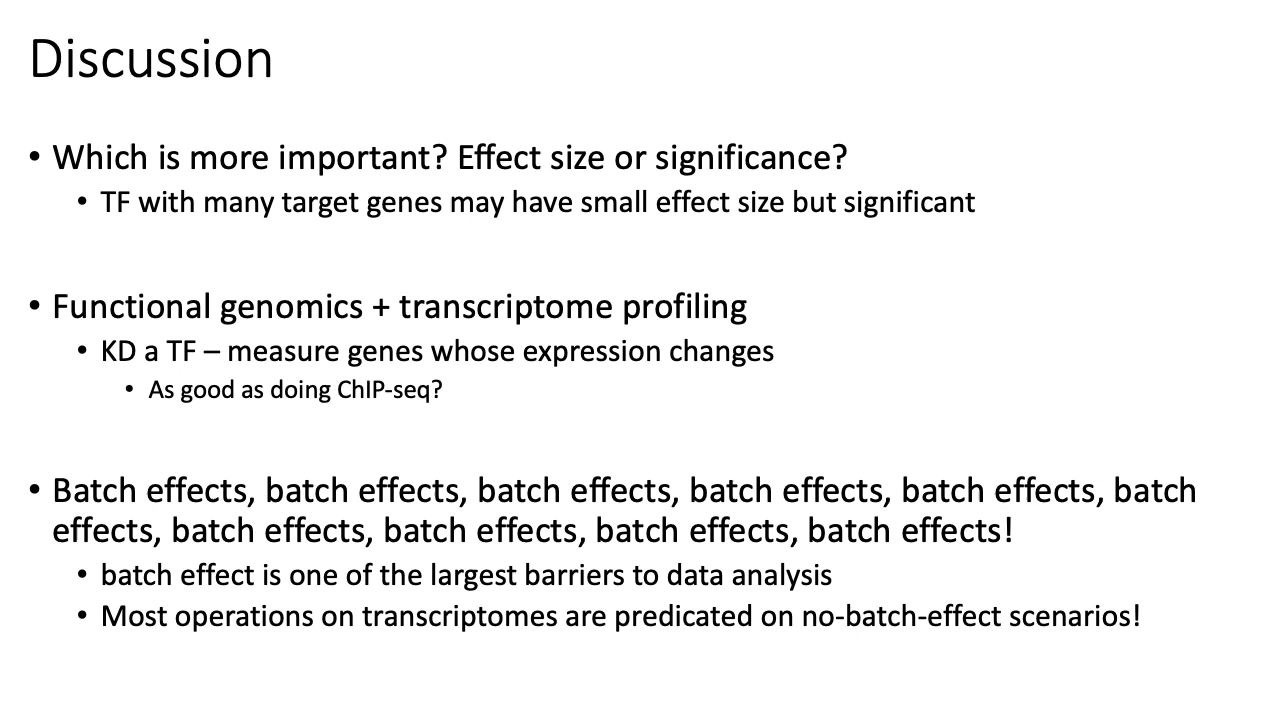 Discussion
• Which is more important? Effect size or significance?
• TF with many target genes may have small effect size but significant
• Functional genomics + transcriptome profiling
• KD a TF – measure genes whose expression changes
• As good as doing ChIP-seq?
• Batch effects, batch effects, batch effects, batch effects, batch effects, batch
effects, batch effects, batch effects, batch effects, batch effects!
• batch effect is one of the largest barriers to data analysis
• Most operations on transcriptomes are predicated on no-batch-effect scenarios!